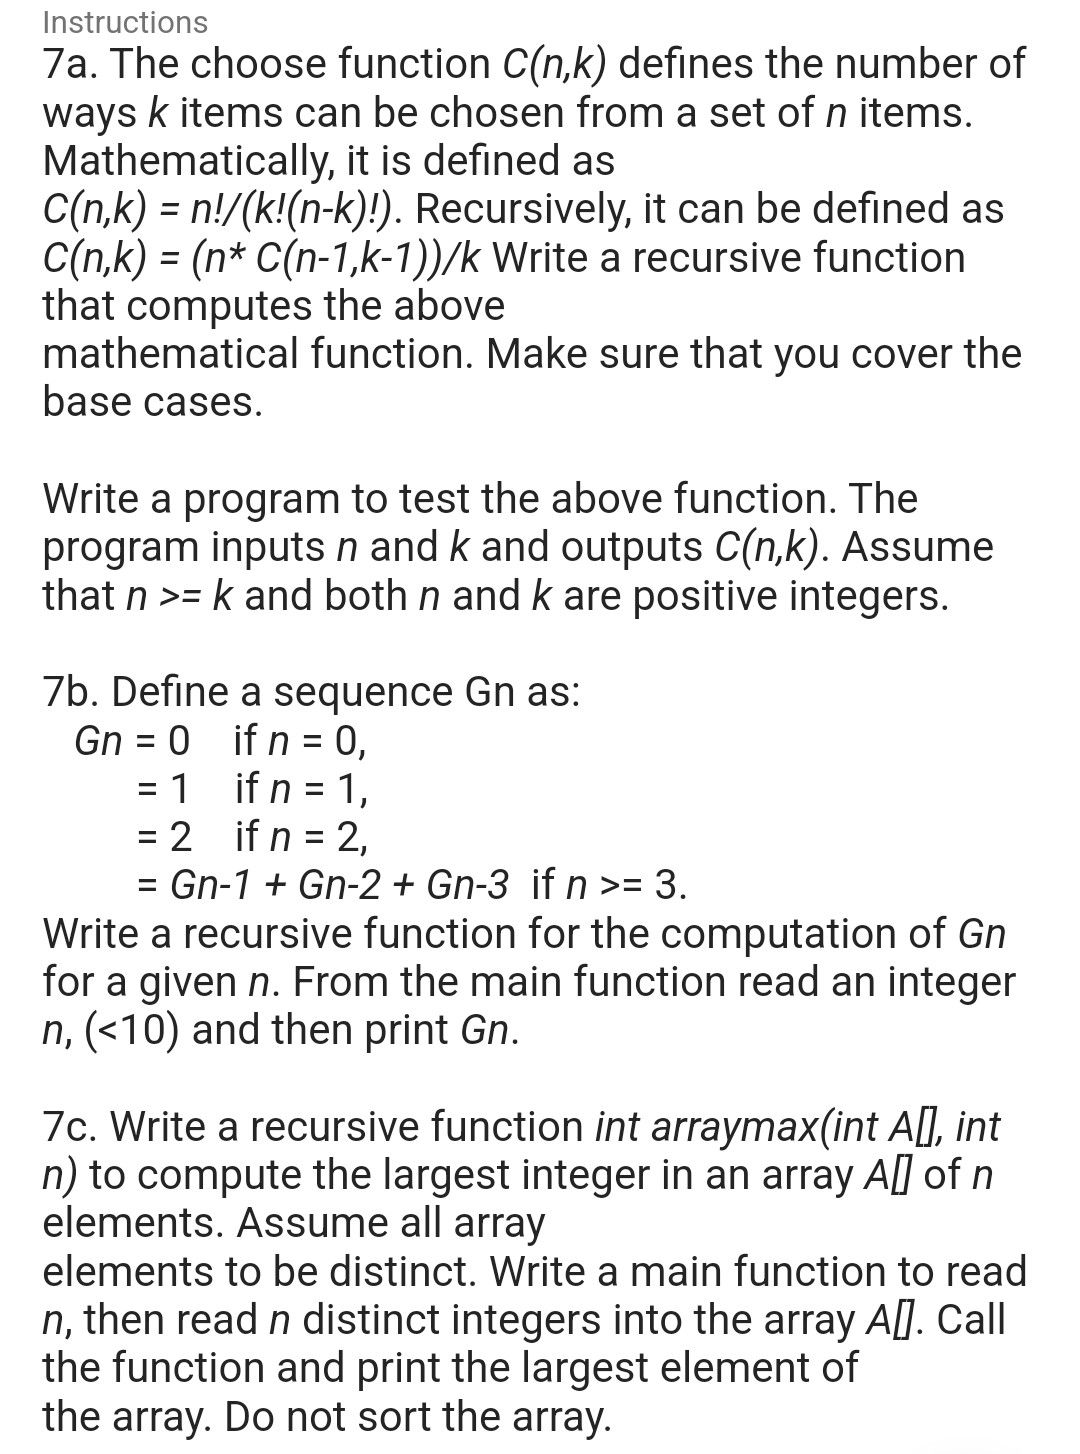 Instructions
7a. The choose function C(n,k) defines the number of
ways k items can be chosen from a set of n items.
Mathematically, it is defined as
C(n,k) = n!/(k!(n-k)!). Recursively, it can be defined as
C(n,k) = (n* C(n-1,k-1))/k Write a recursive function
that computes the above
mathematical function. Make sure that you cover the
base cases.
Write a program to test the above function. The
program inputs n and k and outputs C(n,k). Assume
that n >= k and both n and k are positive integers.
7b. Define a sequence Gn as:
Gn = 0 if n = 0,
= 1 if n = 1,
= 2 if n = 2,
= Gn-1 + Gn-2 + Gn-3 if n >= 3.
Write a recursive function for the computation of Gn
for a given n. From the main function read an integer
n, (<10) and then print Gn.
7c. Write a recursive function int arraymax(int A[], int
n) to compute the largest integer in an array A[] of n
elements. Assume all array
elements to be distinct. Write a main function to read
n, then read n distinct integers into the array A[]. Call
the function and print the largest element of
the array. Do not sort the array.